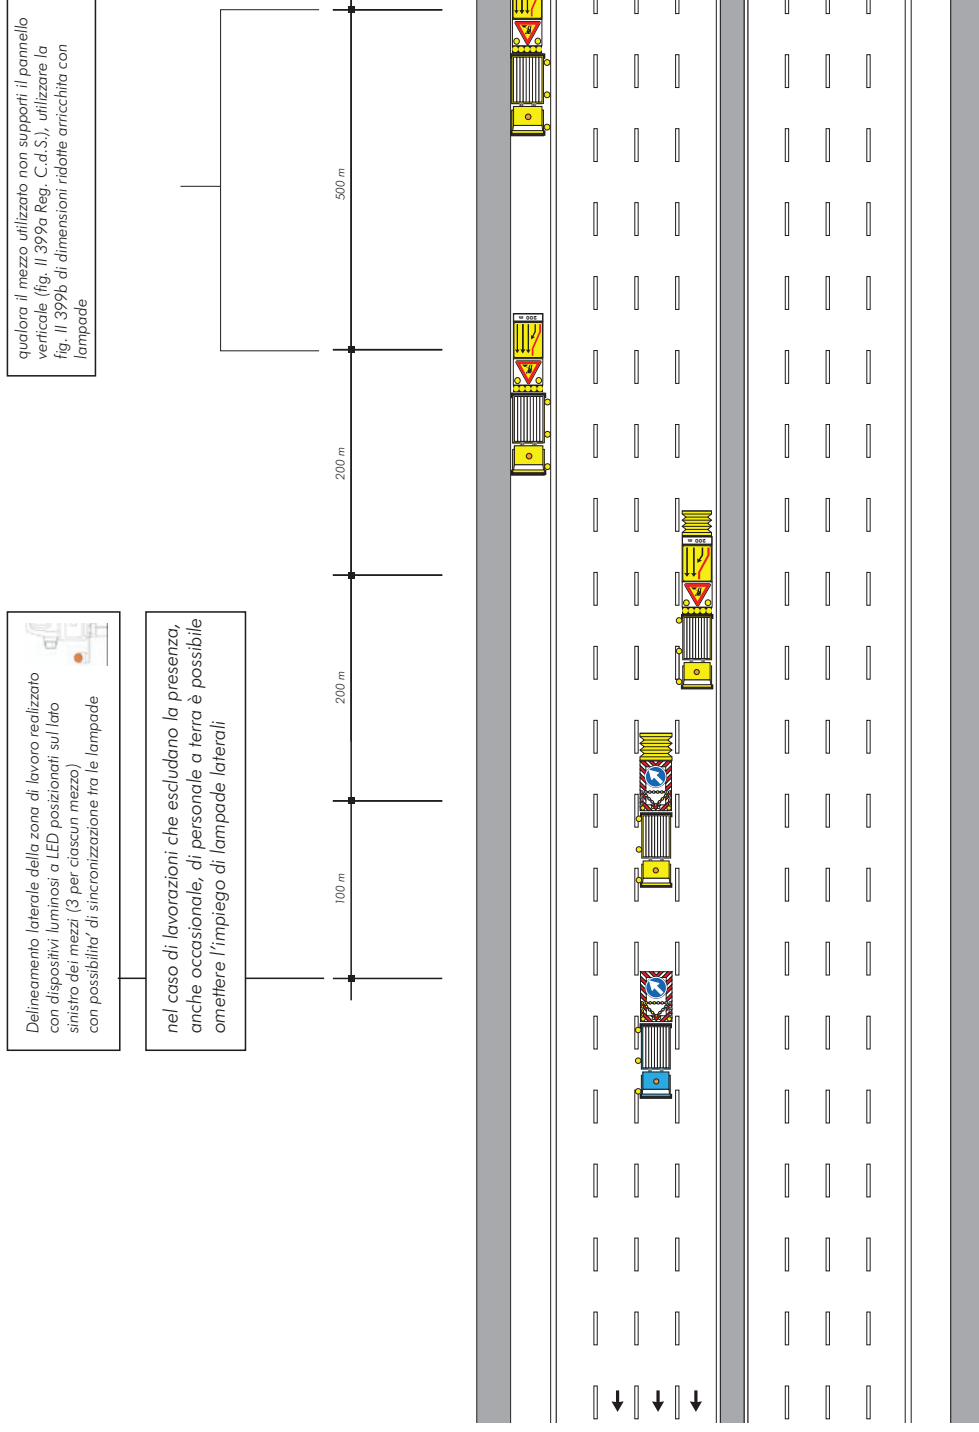 qualora il mezzo utilizzato non supporti il pannello
verticale (fig. II 399a Reg. C.d.S.), utilizzare la
fig. II 399b di dimensioni ridotte arricchita con
lampade
500 m
200 m
200 m
100 m
Delineamento laterale della zona di lavoro realizzato
con dispositivi luminosi a LED posizionati sul lato
sinistro dei mezzi (3 per ciascun mezzo)
con possibilita' di sincronizzazione tra le lampade
nel caso di lavorazioni che escludano la presenza,
anche occasionale, di personale a terra è possibile
omettere l'impiego di lampade laterali
200 m
200 m